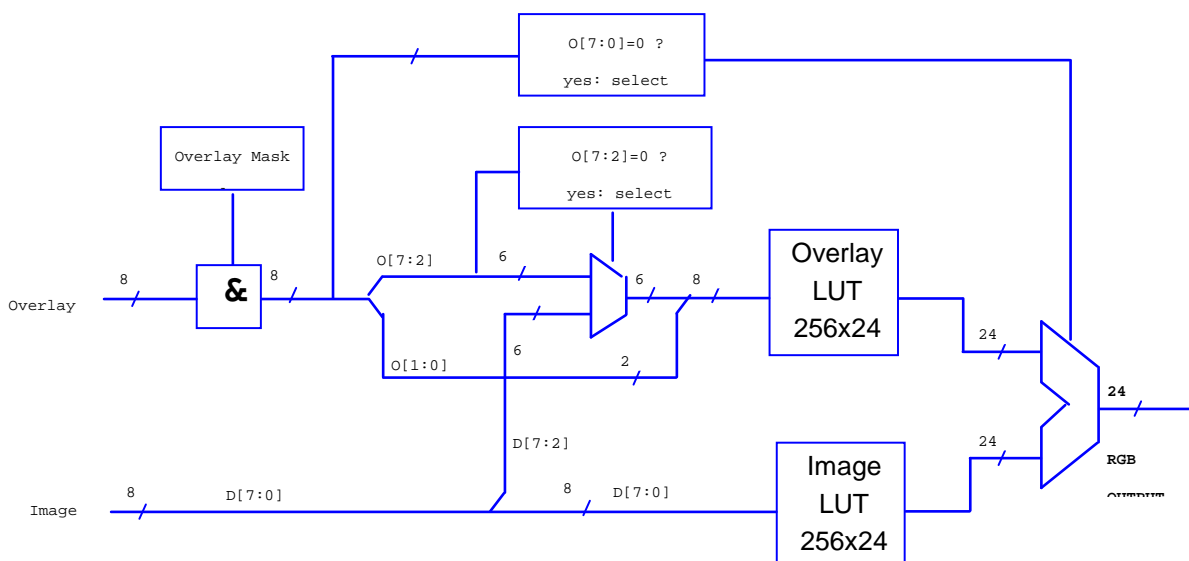 O[7:0]=0 ?
yes: select
Overlay Mask
O[7:2]=0 ?
yes: select
8
&
8
O[7:2]
6
6
8
Overlay
LUT
256x24
Overlay
24
6
O[1:0]
2
24
D[7:2]
24
RGB
Image
LUT
256x24
8
D[7:0]
8
D[7:0]
Image